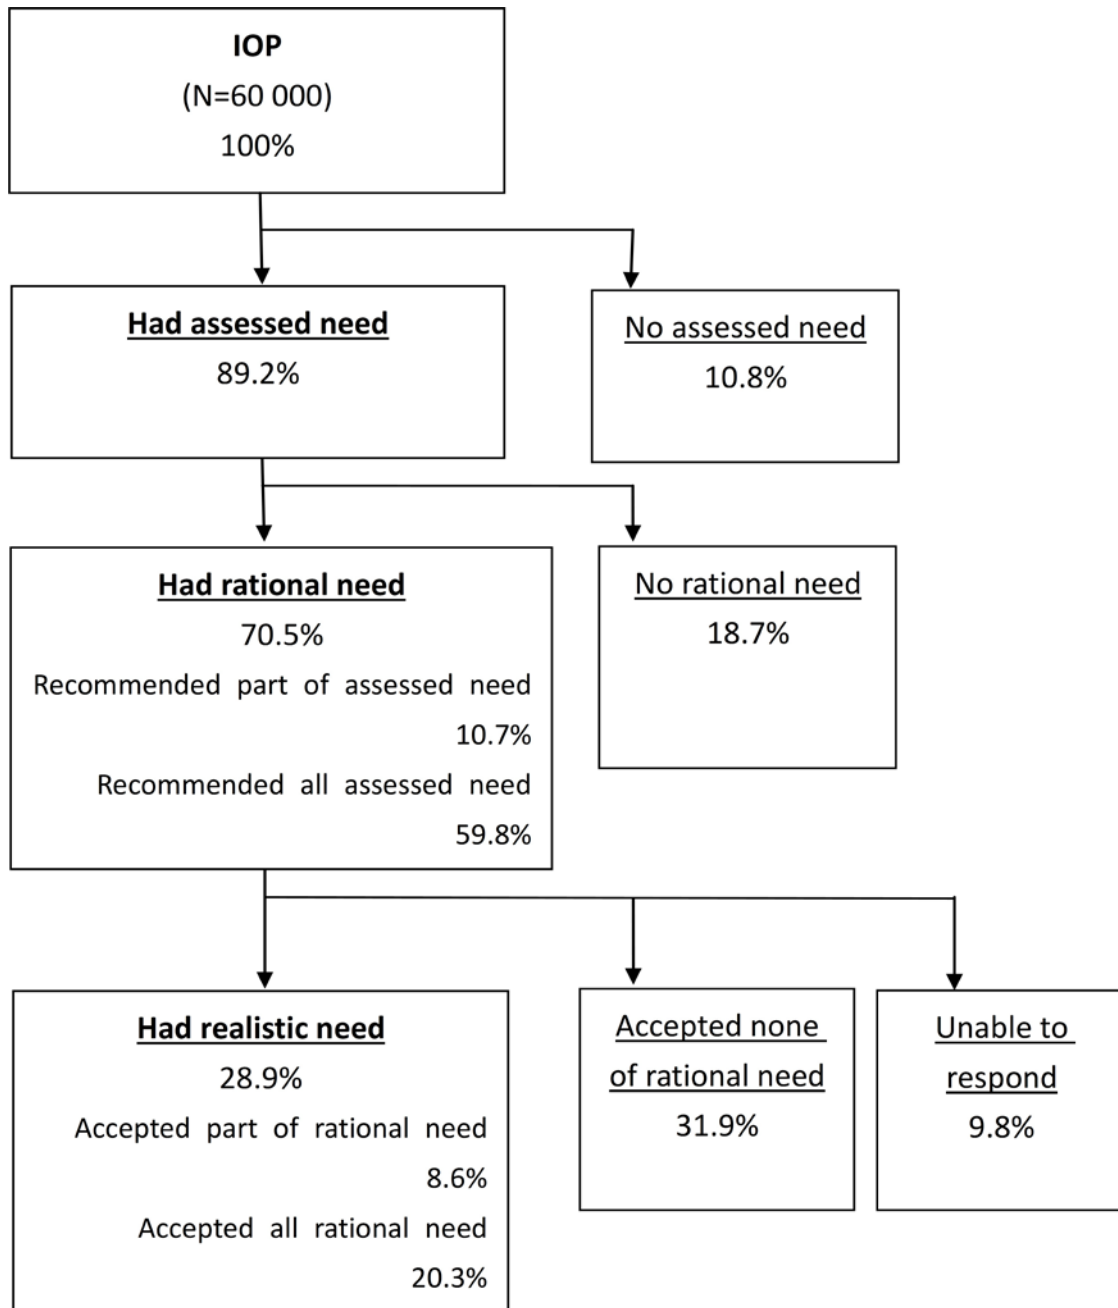 IOP
(N=60 000)
100%
Had assessed need
89.2%
No assessed need
10.8%
Had rational need
70.5%
Recommended part of assessed need
10.7%
Recommended all assessed need
59.8%
No rational need
18.7%
Had realistic need
28.9%
Accepted part of rational need
8.6%
Accepted all rational need
20.3%
Accepted none
of rational need
31.9%
Unable to
respond
9.8%